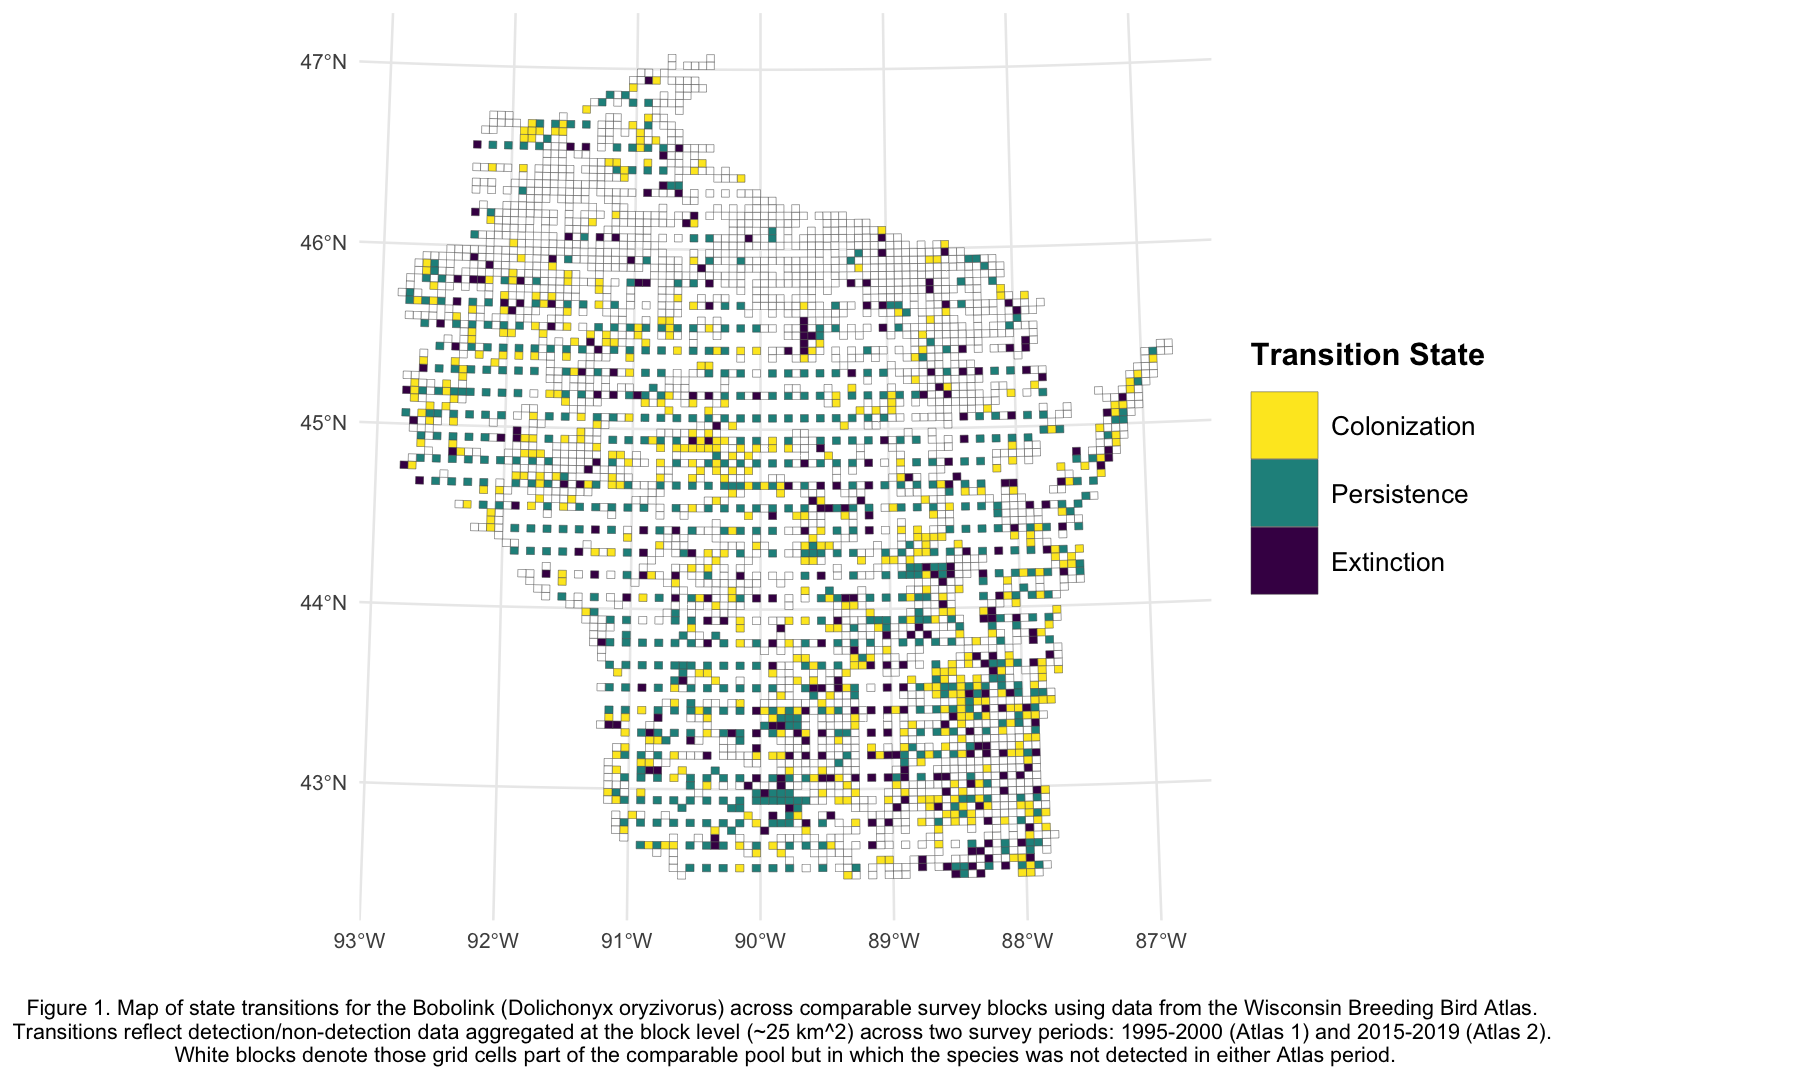 47°N
46°N
45°N
44°N
43°N
93°W 92°W 91°W 90°W 89°W 88°W 87°W
Transition State
Colonization
Persistence
Extinction
Figure 1. Map of state transitions for the Bobolink (Dolichonyx oryzivorus) across comparable survey blocks using data from the Wisconsin Breeding Bird Atlas.
Transitions reflect detection/non-detection data aggregated at the block level (~25 km^2) across two survey periods: 1995-2000 (Atlas 1) and 2015-2019 (Atlas 2).
White blocks denote those grid cells part of the comparable pool but in which the species was not detected in either Atlas period.